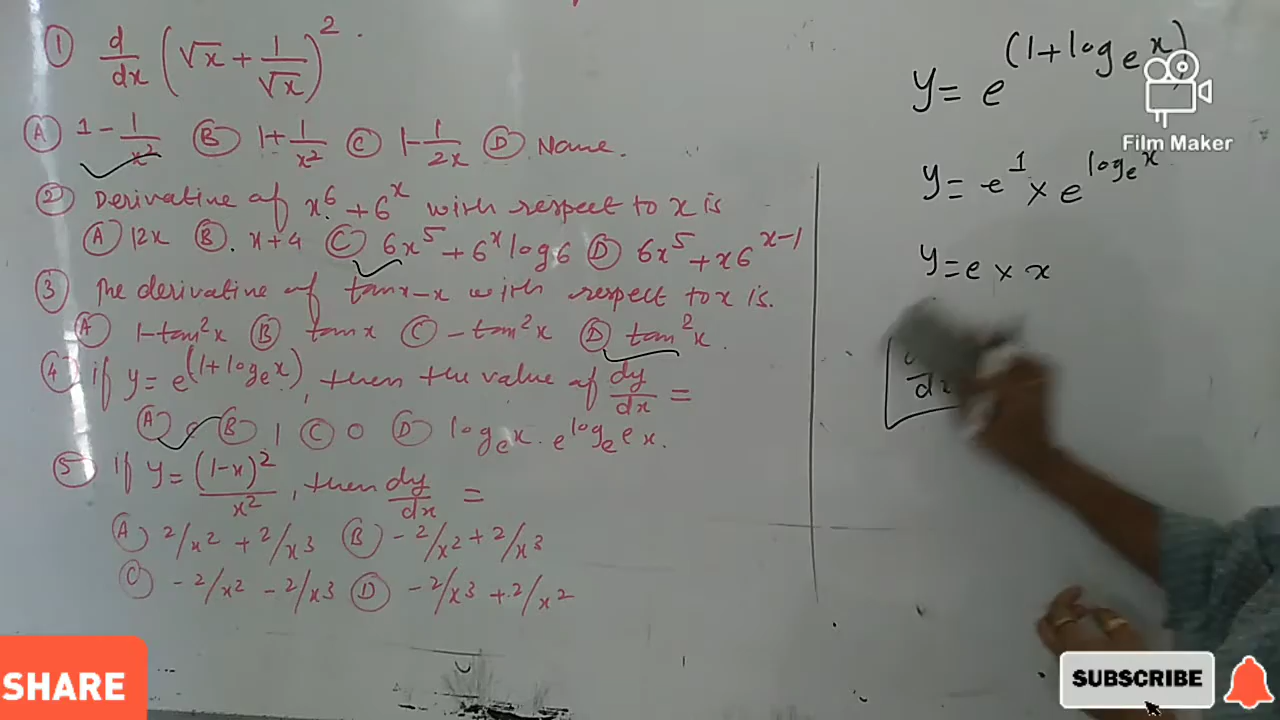 ① d/dx (√x + 1/√x)²
Ⓐ 1 - 1/x² Ⓑ 1 + 1/x² Ⓒ 1 - 1/2x Ⓓ None.
② Derivative of x⁶ + 6ˣ with respect to x is
Ⓐ 12x Ⓑ. x+4 Ⓒ 6x⁵ + 6ˣ log 6 Ⓓ 6x⁵ + x6ˣ⁻¹
③ The derivative of tanx - x with respect to x is.
Ⓐ 1-tan²x Ⓑ tan x Ⓒ - tan²x Ⓓ tan²x.
④ if y = e^(1+logₑx), then the value of dy/dx =
Ⓐ e Ⓑ 1 Ⓒ 0 Ⓓ logₑx. e^logₑex.
⑤ If y = (1-x)²/x², then dy/dx =
Ⓐ 2/x² + 2/x³ Ⓑ -2/x² + 2/x³
Ⓒ -2/x² - 2/x³ Ⓓ -2/x³ + 2/x²
y = e^(1+logₑx)
y = e¹ × e^logₑx
y = e × x
Film Maker
SHARE
SUBSCRIBE